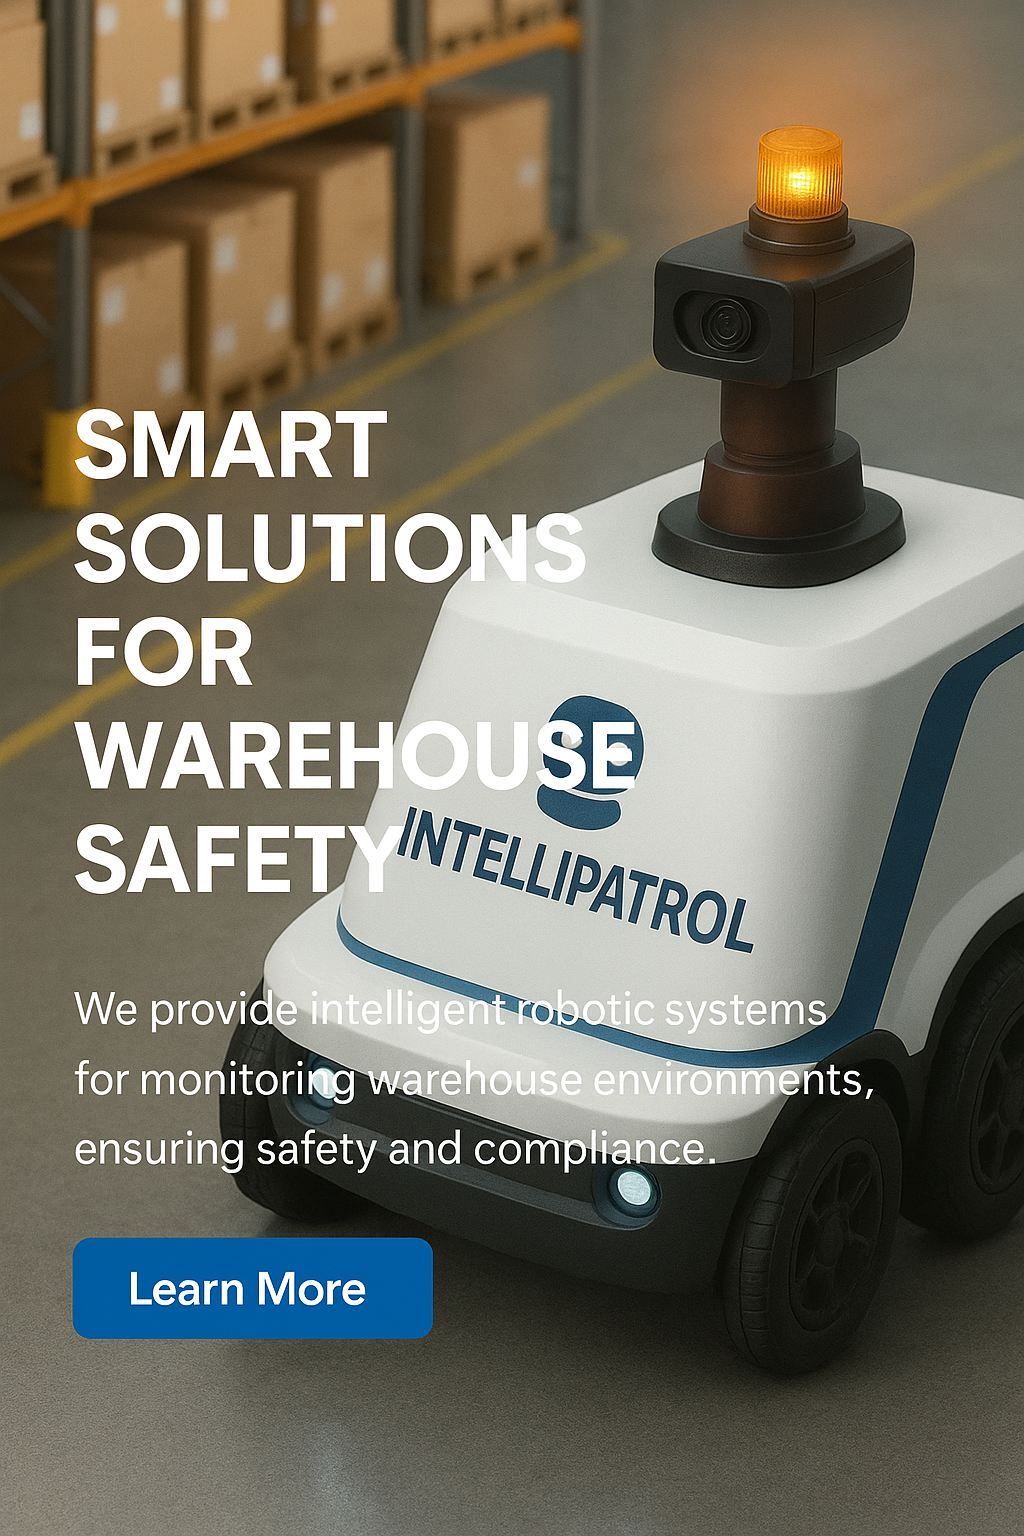 SMART
SOLUTIONS
FOR
WAREHOUSE
SAFETY
INTELLIPATROL
We provide intelligent robotic systems
for monitoring warehouse environments,
ensuring safety and compliance.
Learn More